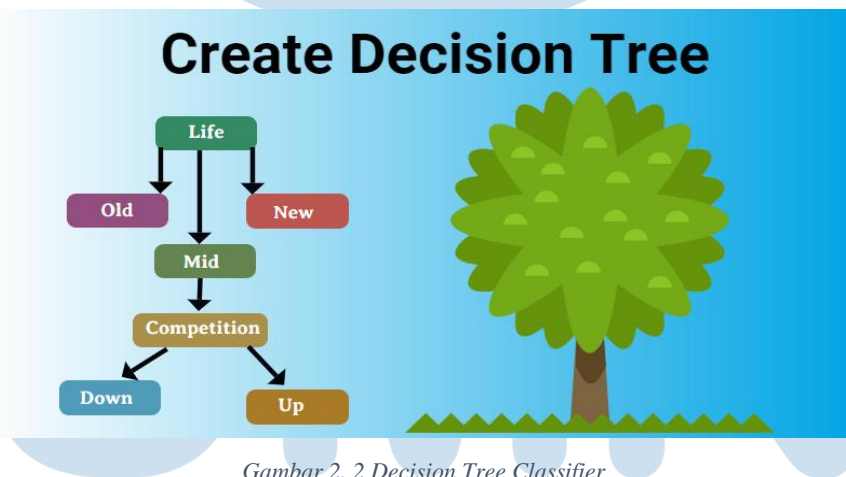 Create Decision Tree
Life
Old
New
Mid
Competition
Down
Up
Gambar 2. 2 Decision Tree Classifier